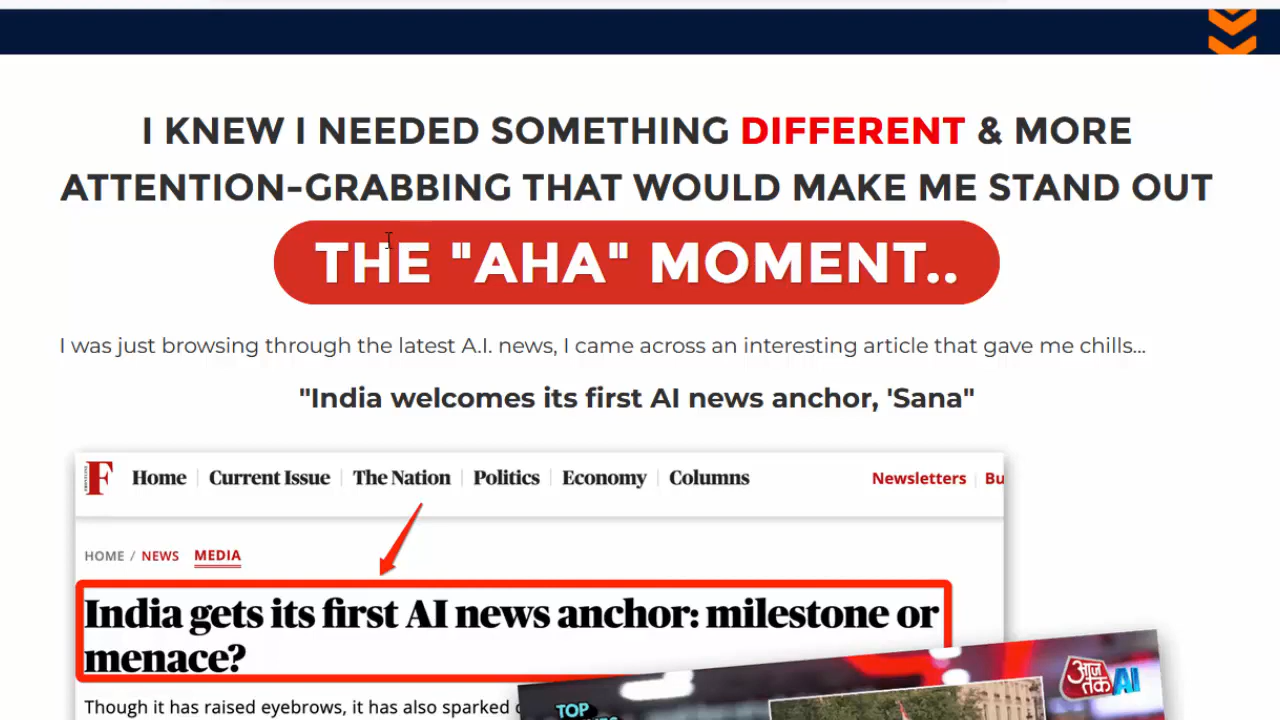 I KNEW I NEEDED SOMETHING DIFFERENT & MORE
ATTENTION-GRABBING THAT WOULD MAKE ME STAND OUT
THE "AHA" MOMENT..
I was just browsing through the latest A.I. news, I came across an interesting article that gave me chills...
"India welcomes its first AI news anchor, 'Sana"
F Home Current Issue The Nation Politics Economy Columns Newsletters Bu
HOME / NEWS MEDIA
India gets its first AI news anchor: milestone or
menace?
Though it has raised eyebrows, it has also sparked
आज तक AI
TOP